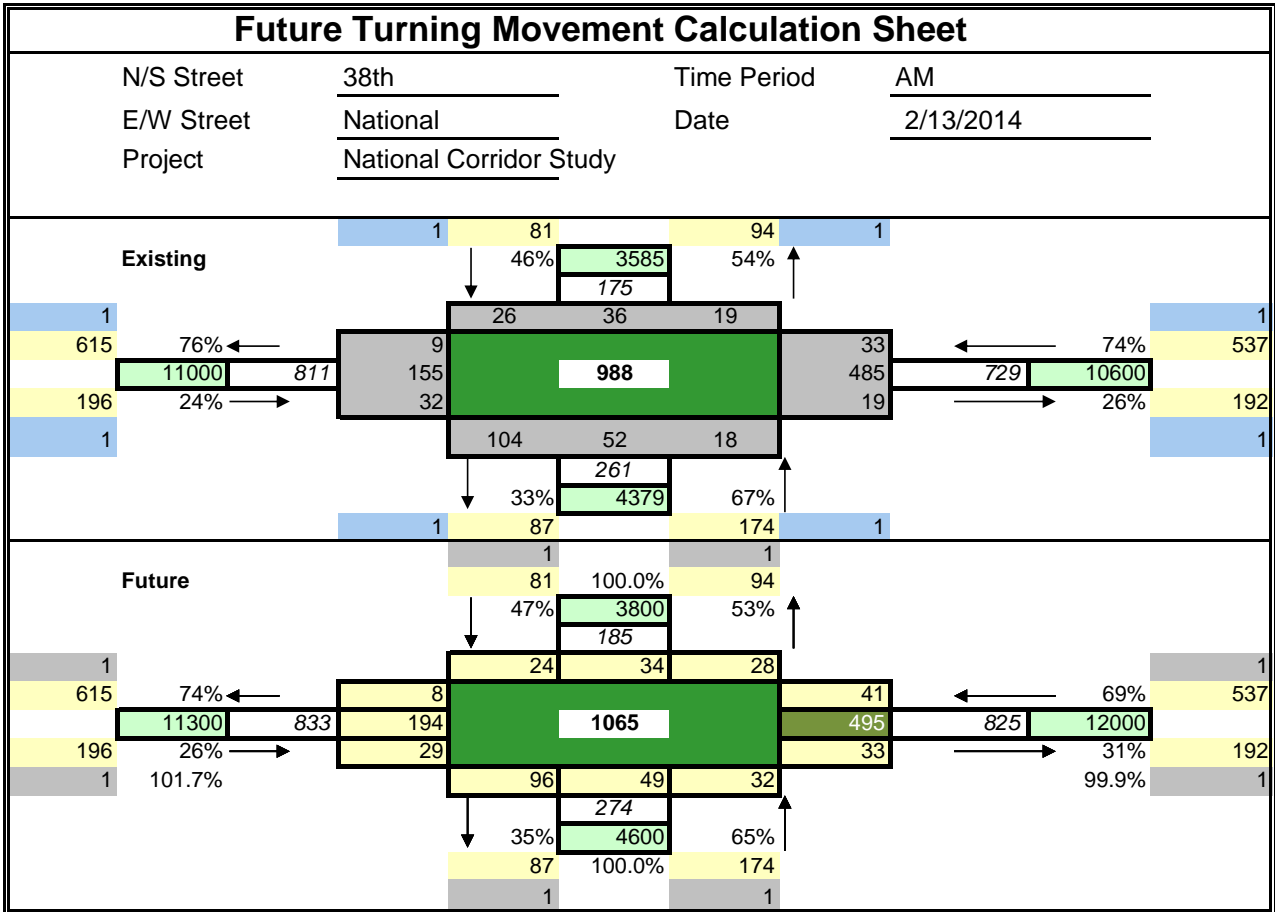 Future Turning Movement Calculation Sheet
N/S Street 38th Time Period AM
E/W Street National Date 2/13/2014
Project National Corridor Study
1 81 94 1
Existing 46% 3585 54%
175
1 26 36 19 1
615 76% 9 33 74% 537
11000 811 155 988 485 729 10600
196 24% 32 19 26% 192
1 104 52 18 1
261
33% 4379 67%
1 87 174 1
1 1
Future 81 100.0% 94
47% 3800 53%
185
1 24 34 28 1
615 74% 8 41 69% 537
11300 833 194 1065 495 825 12000
196 26% 29 33 31% 192
1 101.7% 96 49 32 99.9% 1
274
35% 4600 65%
87 100.0% 174
1 1